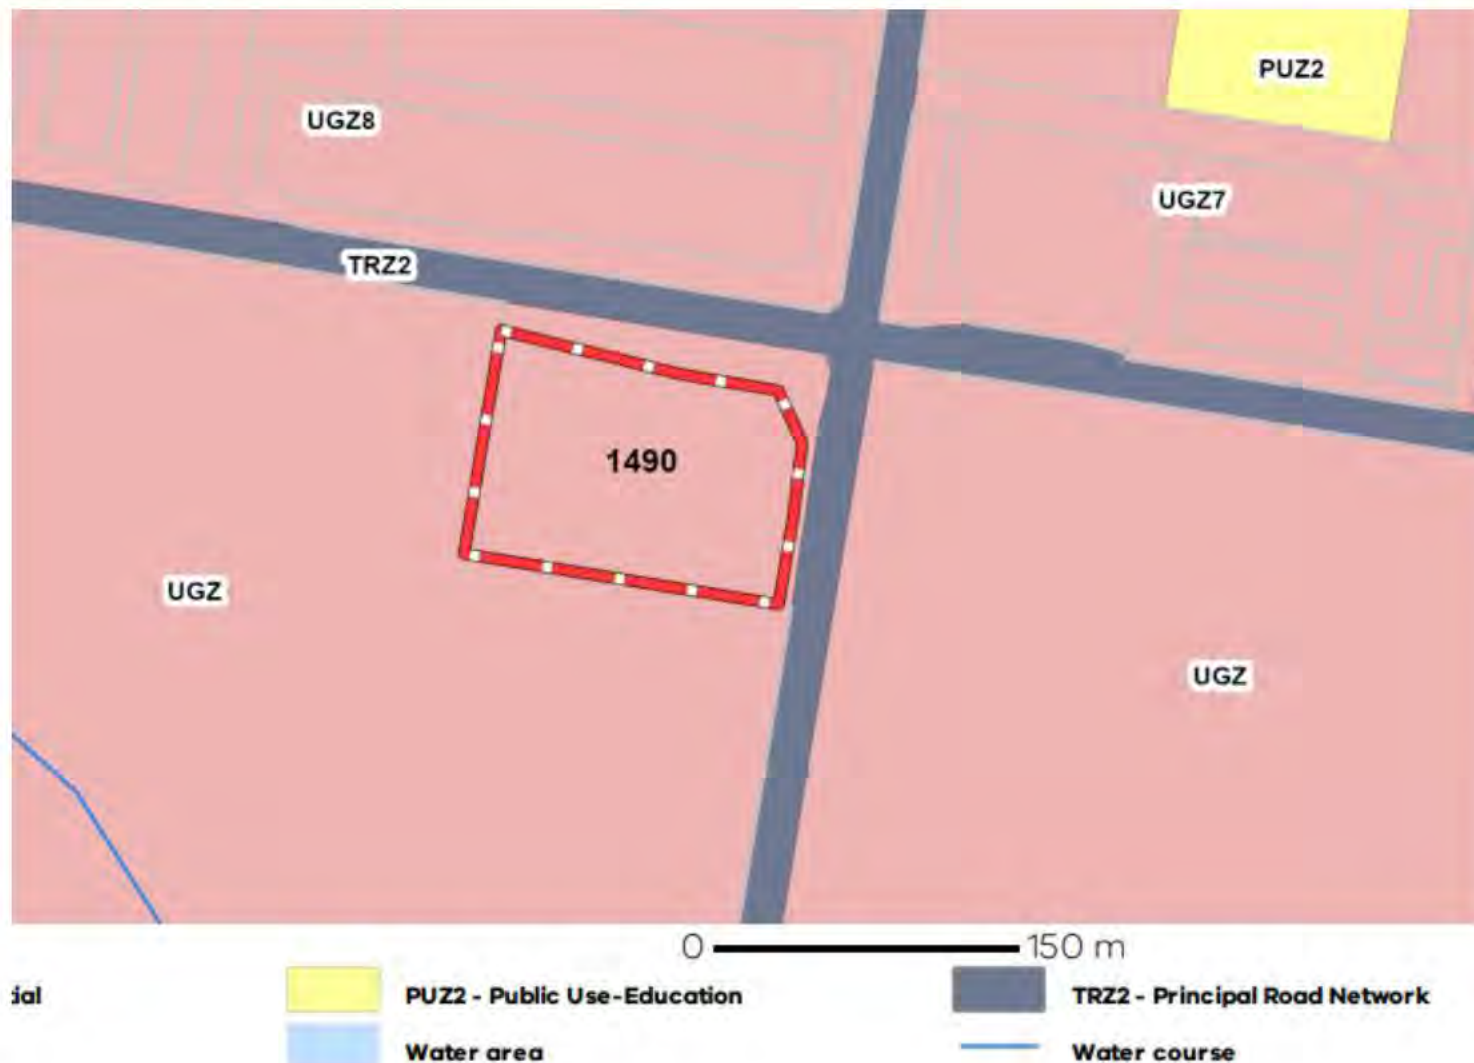 PUZ2
UGZ8
UGZ7
TRZ2
1490
UGZ
UGZ
0 150 m
PUZ2 - Public Use-Education
TRZ2 - Principal Road Network
Water area
Water course